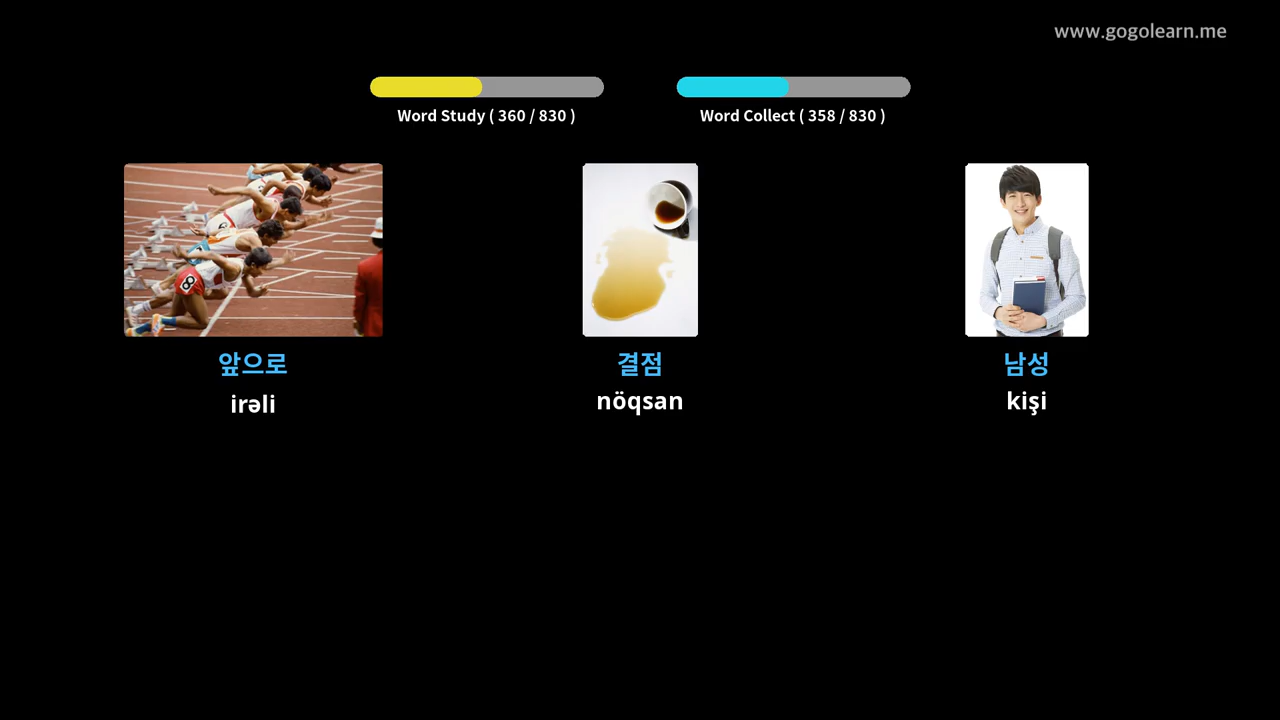 www.gogolearn.me
Word Study ( 360 / 830 )
Word Collect ( 358 / 830 )
8
앞으로
결점
남성
irəli
nöqsan
kişi